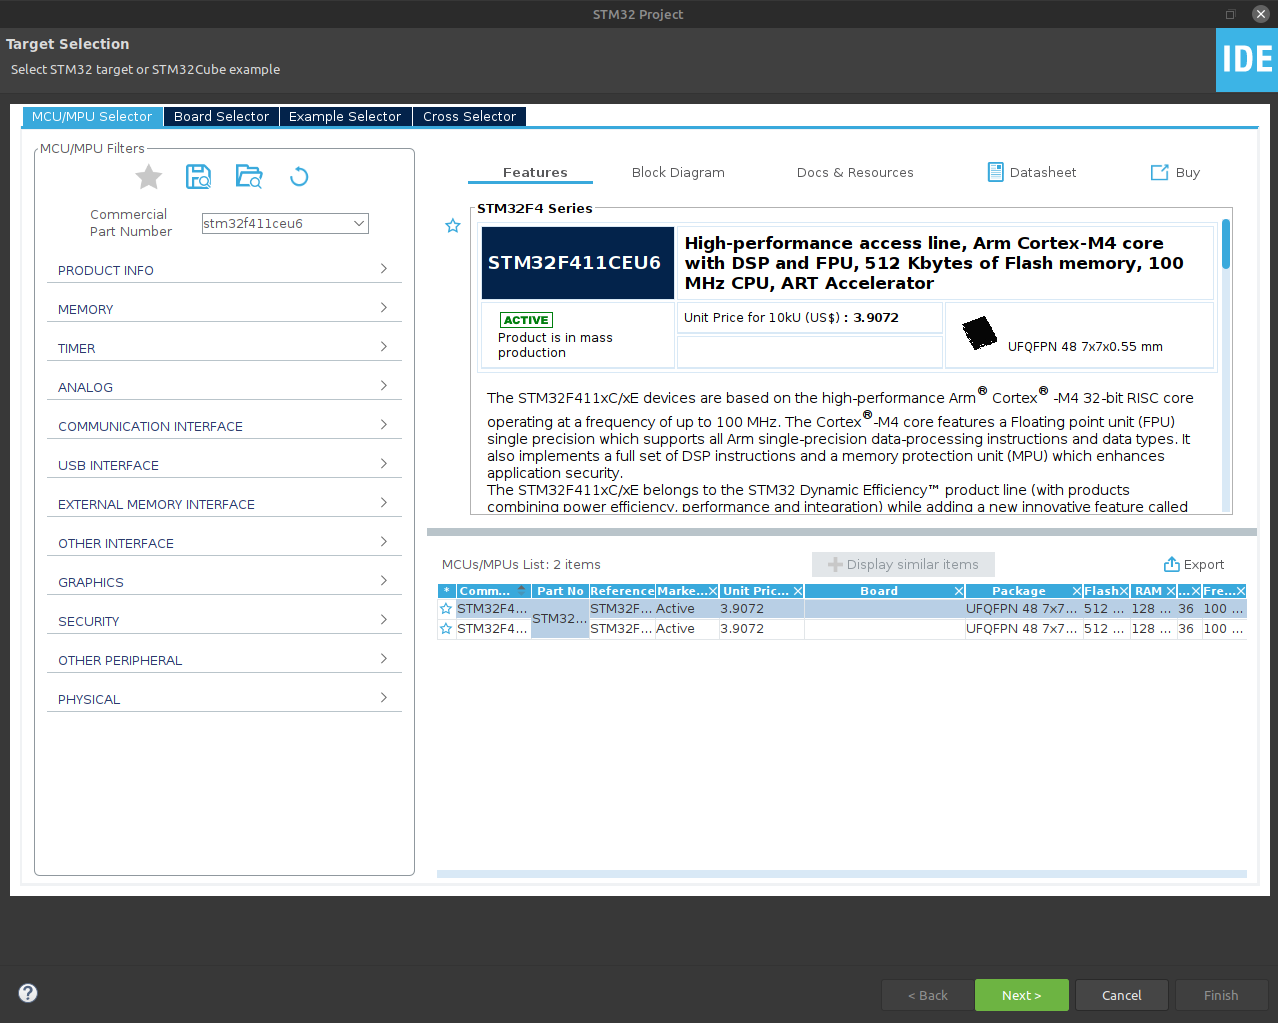 STM32 Project
Target Selection
Select STM32 target or STM32Cube example
IDE
MCU/MPU Selector
Board Selector
Example Selector
Cross Selector
MCU/MPU Filters
Commercial
Part Number
stm32f411ceu6
PRODUCT INFO
MEMORY
TIMER
ANALOG
COMMUNICATION INTERFACE
USB INTERFACE
EXTERNAL MEMORY INTERFACE
OTHER INTERFACE
GRAPHICS
SECURITY
OTHER PERIPHERAL
PHYSICAL
Features
Block Diagram
Docs & Resources
Datasheet
Buy
STM32F4 Series
STM32F411CEU6
High-performance access line, Arm Cortex-M4 core
with DSP and FPU, 512 Kbytes of Flash memory, 100
MHz CPU, ART Accelerator
ACTIVE
Product is in mass
production
Unit Price for 10kU (US$) : 3.9072
UFQFPN 48 7x7x0.55 mm
The STM32F411xC/xE devices are based on the high-performance Arm® Cortex® -M4 32-bit RISC core
operating at a frequency of up to 100 MHz. The Cortex®-M4 core features a Floating point unit (FPU)
single precision which supports all Arm single-precision data-processing instructions and data types. It
also implements a full set of DSP instructions and a memory protection unit (MPU) which enhances
application security.
The STM32F411xC/xE belongs to the STM32 Dynamic Efficiency™ product line (with products
combining power efficiency, performance and integration) while adding a new innovative feature called
MCUs/MPUs List: 2 items
Display similar items
Export
* Comm... Part No Reference Marke... Unit Pric... Board Package Flash RAM ... Fre...
STM32F4... STM32... STM32F... Active 3.9072 UFQFPN 48 7x7... 512 ... 128 ... 36 100 ...
STM32F4... STM32F... Active 3.9072 UFQFPN 48 7x7... 512 ... 128 ... 36 100 ...
?
< Back
Next >
Cancel
Finish